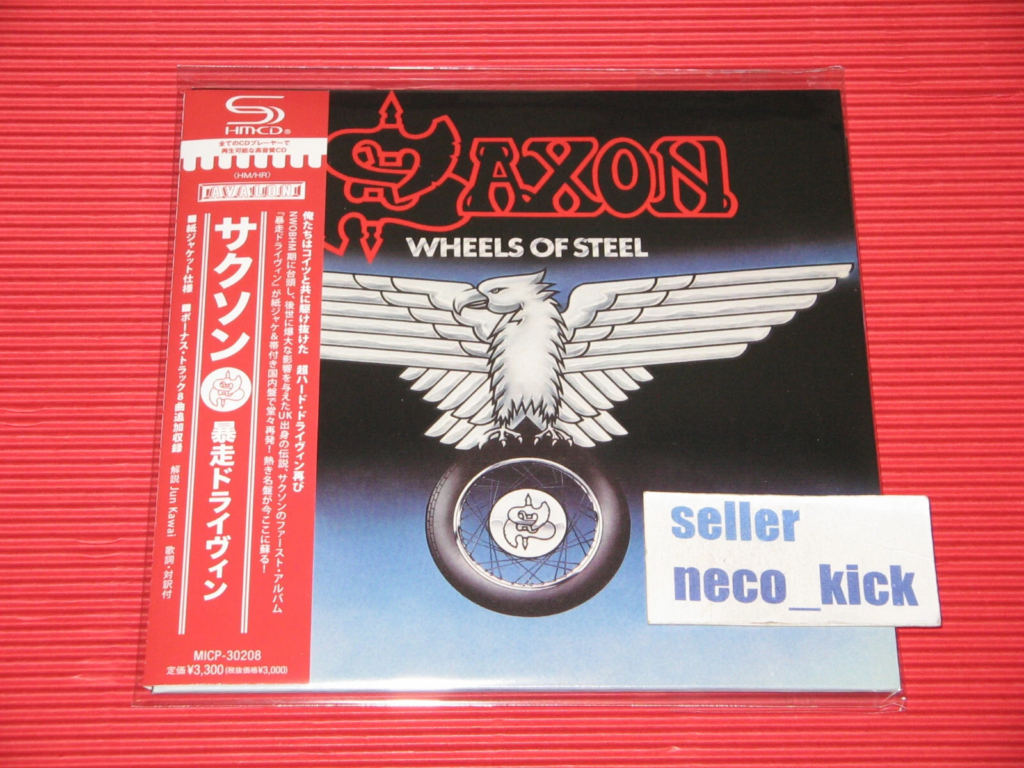 SHM-CD®
全てのCDプレーヤーで
再生可能な高音質CD
〈HM/HR〉
AVALON
俺たちはコイツと共に駆け抜けた 超ハード・ドライヴィン再び
NWOBHM期に台頭し、後世に爆大な影響を与えたUK出身の伝説、サクソンのファースト・アルバム
『暴走ドライヴィン』が紙ジャケ&帯付き国内盤で堂々再発！熱き名盤が今ここに蘇る！
サクソン
暴走ドライヴィン
■紙ジャケット仕様 ■ボーナス・トラック8曲追加収録 解説 Jun Kawai 歌詞・対訳付
MICP-30208
定価¥3,300(税抜価格¥3,000)
SAXON
WHEELS OF STEEL
seller
neco_kick